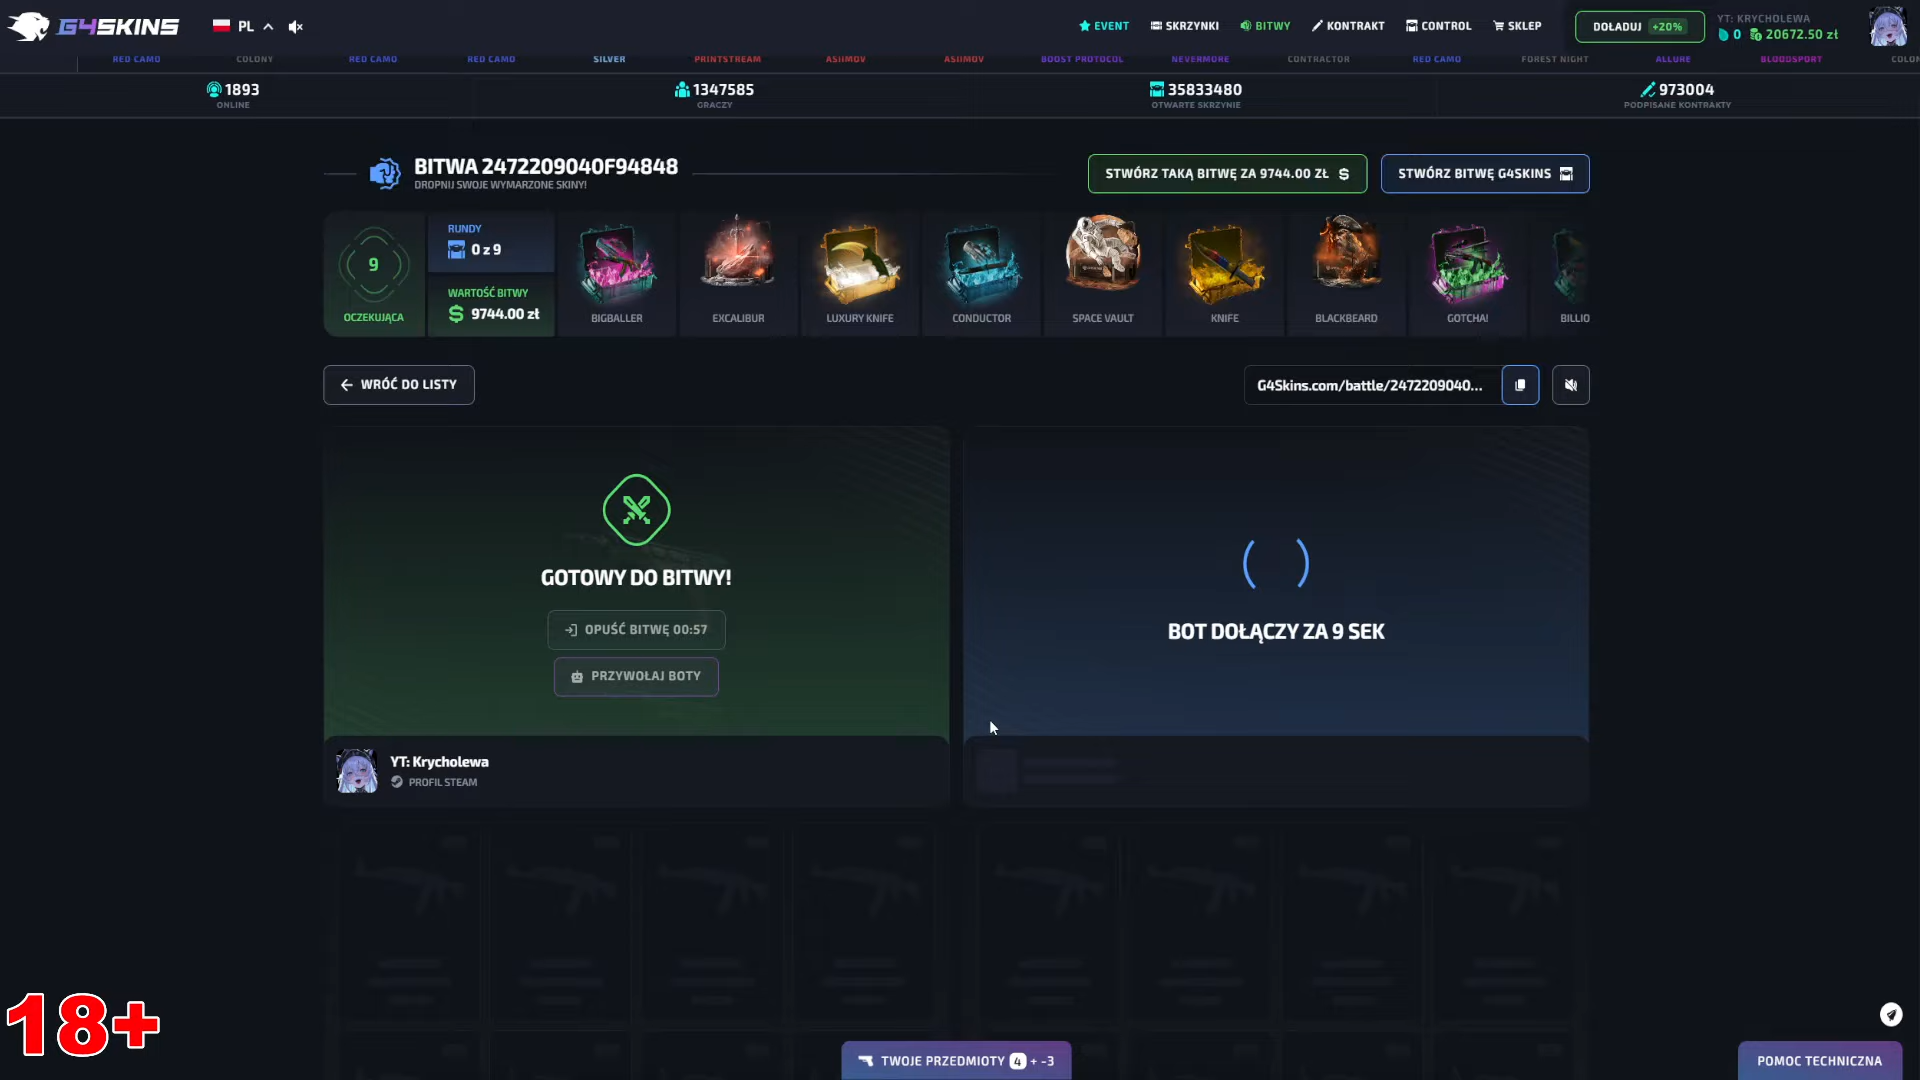 G4SKINS
PL
EVENT
SKRZYNKI
BITWY
KONTRAKT
CONTROL
SKLEP
DOŁADUJ +20%
YT: KRYCHOLEWA
0 20672.50 zł
RED CAMO
COLONY
RED CAMO
RED CAMO
SILVER
PRINTSTREAM
ASIIMOV
ASIIMOV
BOOST PROTOCOL
NEVERMORE
CONTRACTOR
RED CAMO
FOREST NIGHT
ALLURE
BLOODSPORT
COLON
1893
ONLINE
1347585
GRACZY
35833480
OTWARTE SKRZYNIE
973004
PODPISANE KONTRAKTY
BITWA 2472209040F94848
DROPNIJ SWOJE WYMARZONE SKINY!
STWÓRZ TAKĄ BITWĘ ZA 9744.00 ZŁ
STWÓRZ BITWĘ G4SKINS
9
OCZEKUJĄCA
RUNDY
0 z 9
WARTOŚĆ BITWY
9744.00 zł
BIGBALLER
EXCALIBUR
LUXURY KNIFE
CONDUCTOR
SPACE VAULT
KNIFE
BLACKBEARD
GOTCHA!
BILLIO
WRÓĆ DO LISTY
G4Skins.com/battle/2472209040...
GOTOWY DO BITWY!
OPUŚĆ BITWĘ 00:57
PRZYWOŁAJ BOTY
BOT DOŁĄCZY ZA 9 SEK
YT: Krycholewa
PROFIL STEAM
18+
TWOJE PRZEDMIOTY 4 + -3
POMOC TECHNICZNA